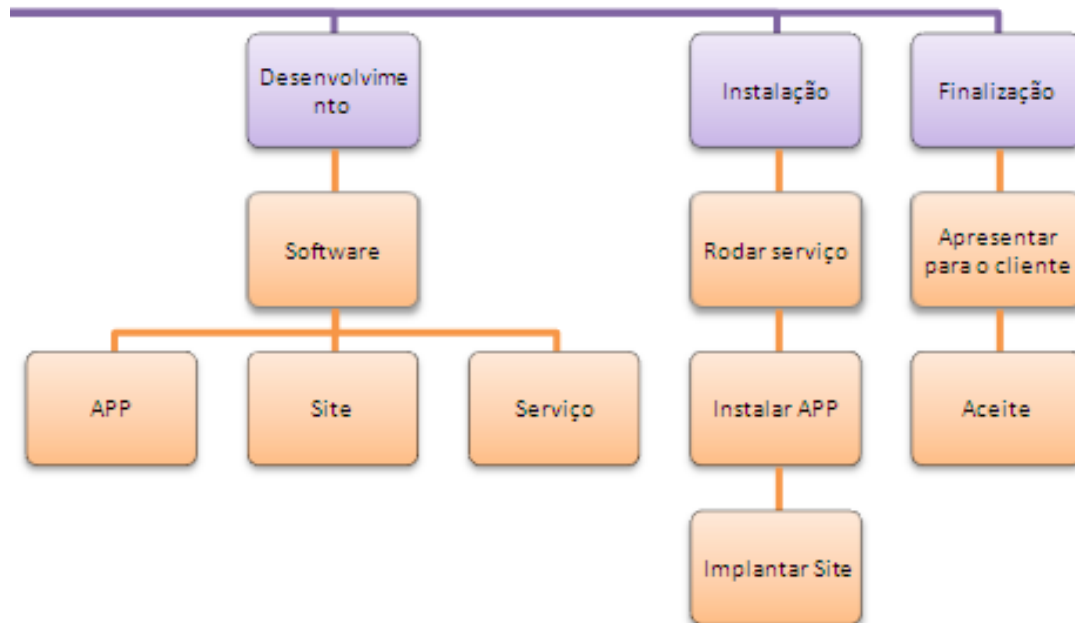 Desenvolvime
nto
Instalação
Finalização
Software
Rodar serviço
Apresentar
para o cliente
APP
Site
Serviço
Instalar APP
Aceite
Implantar Site